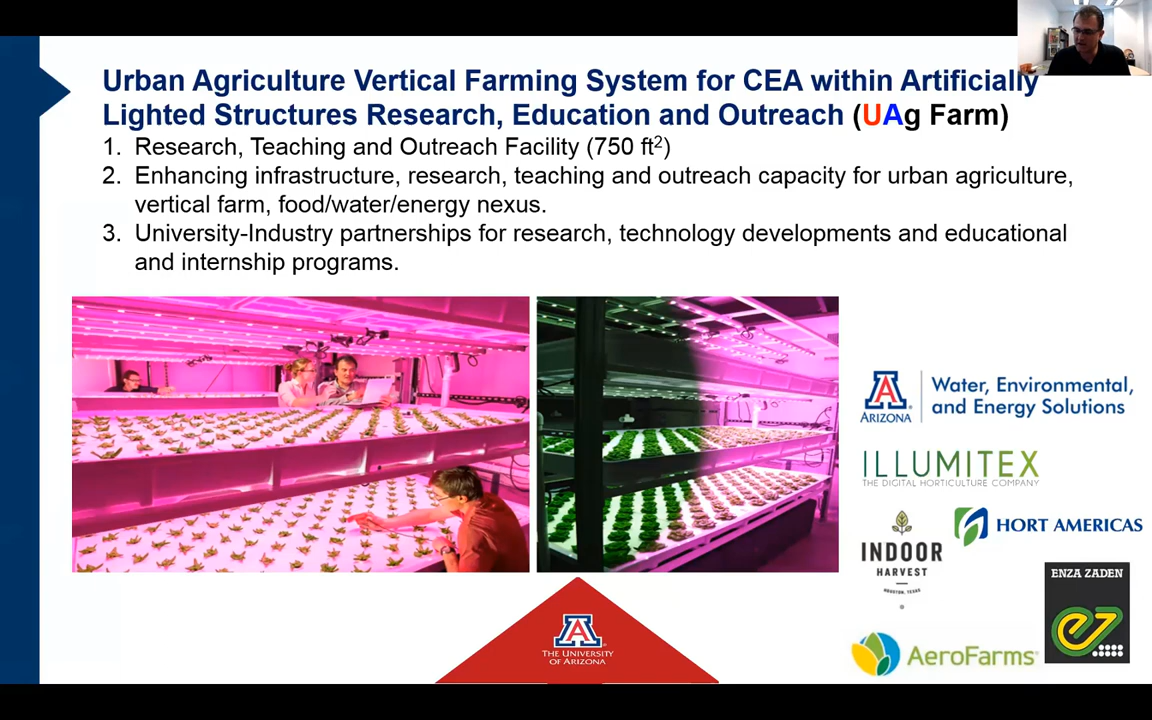 Urban Agriculture Vertical Farming System for CEA within Artificially
Lighted Structures Research, Education and Outreach (UAg Farm)
1. Research, Teaching and Outreach Facility (750 ft²)
2. Enhancing infrastructure, research, teaching and outreach capacity for urban agriculture,
vertical farm, food/water/energy nexus.
3. University-Industry partnerships for research, technology developments and educational
and internship programs.
A
ARIZONA
Water, Environmental,
and Energy Solutions
ILLUMITEX
THE DIGITAL HORTICULTURE COMPANY
HORT AMERICAS
INDOOR
HARVEST
HOUSTON, TEXAS
ENZA ZADEN
AeroFarms
A
THE UNIVERSITY
OF ARIZONA